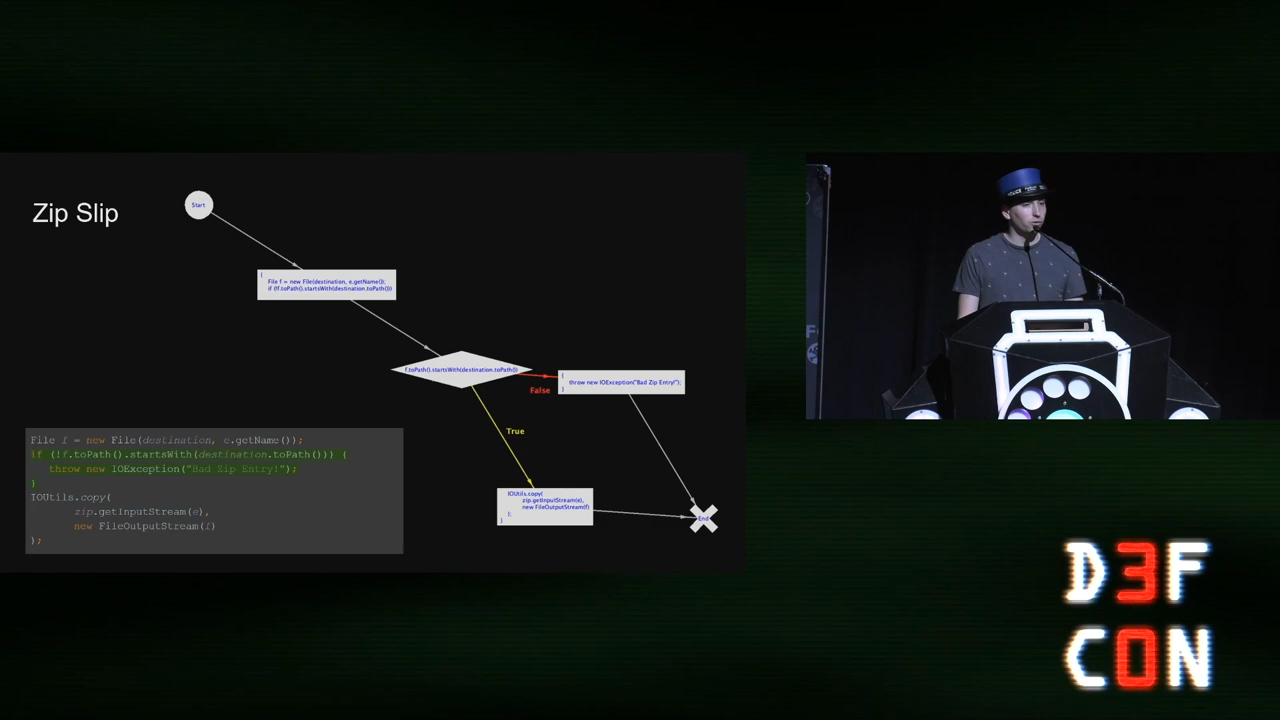 Zip Slip
Start
{
File f = new File(destination, e.getName());
if (!f.toPath().startsWith(destination.toPath()))
f.toPath().startsWith(destination.toPath())
False
{
throw new IOException("Bad Zip Entry!");
}
True
IOUtils.copy(
zip.getInputStream(e),
new FileOutputStream(f)
);
}
End
File f = new File(destination, e.getName());
if (!f.toPath().startsWith(destination.toPath())) {
throw new IOException("Bad Zip Entry!");
}
IOUtils.copy(
zip.getInputStream(e),
new FileOutputStream(f)
);
D3F
C0N